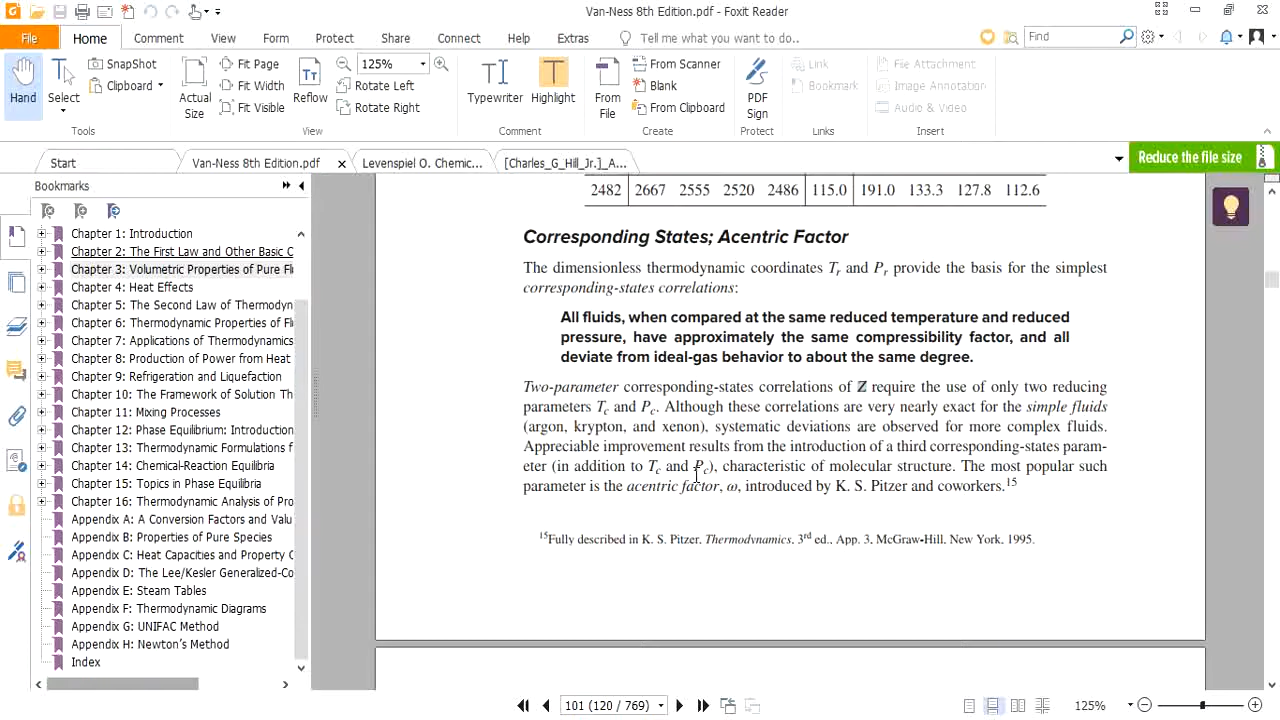 Van-Ness 8th Edition.pdf - Foxit Reader
File Home Comment View Form Protect Share Connect Help Extras Tell me what you want to do.. Find
Hand
Select
SnapShot
Clipboard
Actual Size
Fit Page
Fit Width
Fit Visible
Reflow
125%
Rotate Left
Rotate Right
Typewriter
Highlight
From File
From Scanner
Blank
From Clipboard
PDF Sign
Link
Bookmark
File Attachment
Image Annotation
Audio & Video
Tools View Comment Create Protect Links Insert
Start Van-Ness 8th Edition.pdf Levenspiel O. Chemic... [Charles_G_Hill_Jr.]_A... Reduce the file size
Bookmarks
Chapter 1: Introduction
Chapter 2: The First Law and Other Basic C
Chapter 3: Volumetric Properties of Pure Fl
Chapter 4: Heat Effects
Chapter 5: The Second Law of Thermodyn
Chapter 6: Thermodynamic Properties of Fl
Chapter 7: Applications of Thermodynamics
Chapter 8: Production of Power from Heat
Chapter 9: Refrigeration and Liquefaction
Chapter 10: The Framework of Solution Th
Chapter 11: Mixing Processes
Chapter 12: Phase Equilibrium: Introduction
Chapter 13: Thermodynamic Formulations f
Chapter 14: Chemical-Reaction Equilibria
Chapter 15: Topics in Phase Equilibria
Chapter 16: Thermodynamic Analysis of Pro
Appendix A: A Conversion Factors and Valu
Appendix B: Properties of Pure Species
Appendix C: Heat Capacities and Property C
Appendix D: The Lee/Kesler Generalized-Co
Appendix E: Steam Tables
Appendix F: Thermodynamic Diagrams
Appendix G: UNIFAC Method
Appendix H: Newton's Method
Index
2482 2667 2555 2520 2486 115.0 191.0 133.3 127.8 112.6
Corresponding States; Acentric Factor
The dimensionless thermodynamic coordinates Tr and Pr provide the basis for the simplest
corresponding-states correlations:
All fluids, when compared at the same reduced temperature and reduced
pressure, have approximately the same compressibility factor, and all
deviate from ideal-gas behavior to about the same degree.
Two-parameter corresponding-states correlations of Z require the use of only two reducing
parameters Tc and Pc. Although these correlations are very nearly exact for the simple fluids
(argon, krypton, and xenon), systematic deviations are observed for more complex fluids.
Appreciable improvement results from the introduction of a third corresponding-states param-
eter (in addition to Tc and Pc), characteristic of molecular structure. The most popular such
parameter is the acentric factor, ω, introduced by K. S. Pitzer and coworkers.15
15Fully described in K. S. Pitzer, Thermodynamics, 3rd ed., App. 3, McGraw-Hill, New York, 1995.
101 (120 / 769) 125%